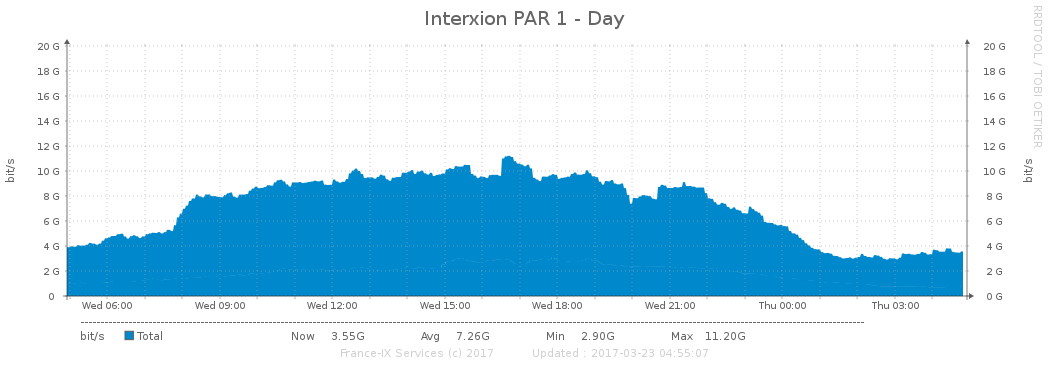 Interxion PAR 1 - Day
RRDTOOL / TOBI OETIKER
bit/s
20 G 20 G
18 G 18 G
16 G 16 G
14 G 14 G
12 G 12 G
10 G 10 G
8 G 8 G
6 G 6 G
4 G 4 G
2 G 2 G
0 0 G
bit/s
Wed 06:00 Wed 09:00 Wed 12:00 Wed 15:00 Wed 18:00 Wed 21:00 Thu 00:00 Thu 03:00
bit/s Total Now 3.55G Avg 7.26G Min 2.90G Max 11.20G
France-IX Services (c) 2017 Updated : 2017-03-23 04:55:07